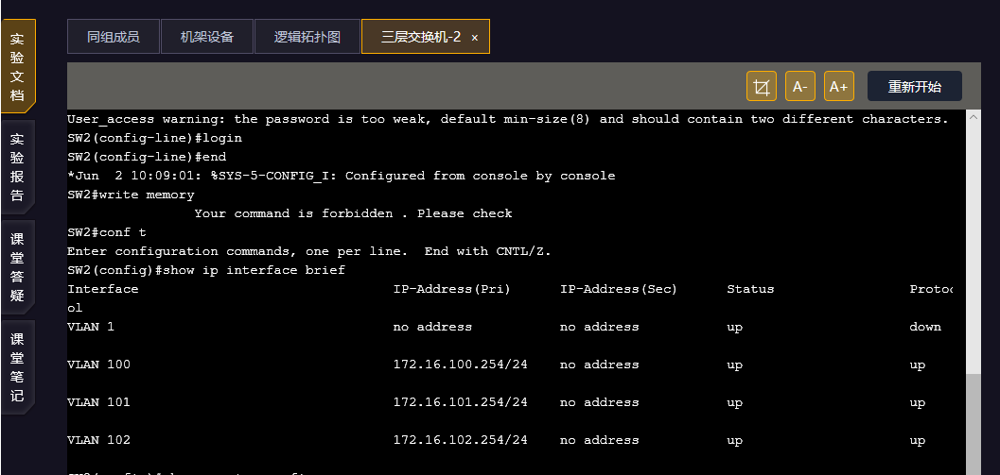 同组成员 机架设备 逻辑拓扑图 三层交换机-2 ×
实验文档
实验报告
课堂答疑
课堂笔记
A- A+ 重新开始
User_access warning: the password is too weak, default min-size(8) and should contain two different characters.
SW2(config-line)#login
SW2(config-line)#end
*Jun  2 10:09:01: %SYS-5-CONFIG_I: Configured from console by console
SW2#write memory
Your command is forbidden . Please check
SW2#conf t
Enter configuration commands, one per line.  End with CNTL/Z.
SW2(config)#show ip interface brief
Interface IP-Address(Pri) IP-Address(Sec) Status Protoc
ol
VLAN 1 no address no address up down
VLAN 100 172.16.100.254/24 no address up up
VLAN 101 172.16.101.254/24 no address up up
VLAN 102 172.16.102.254/24 no address up up